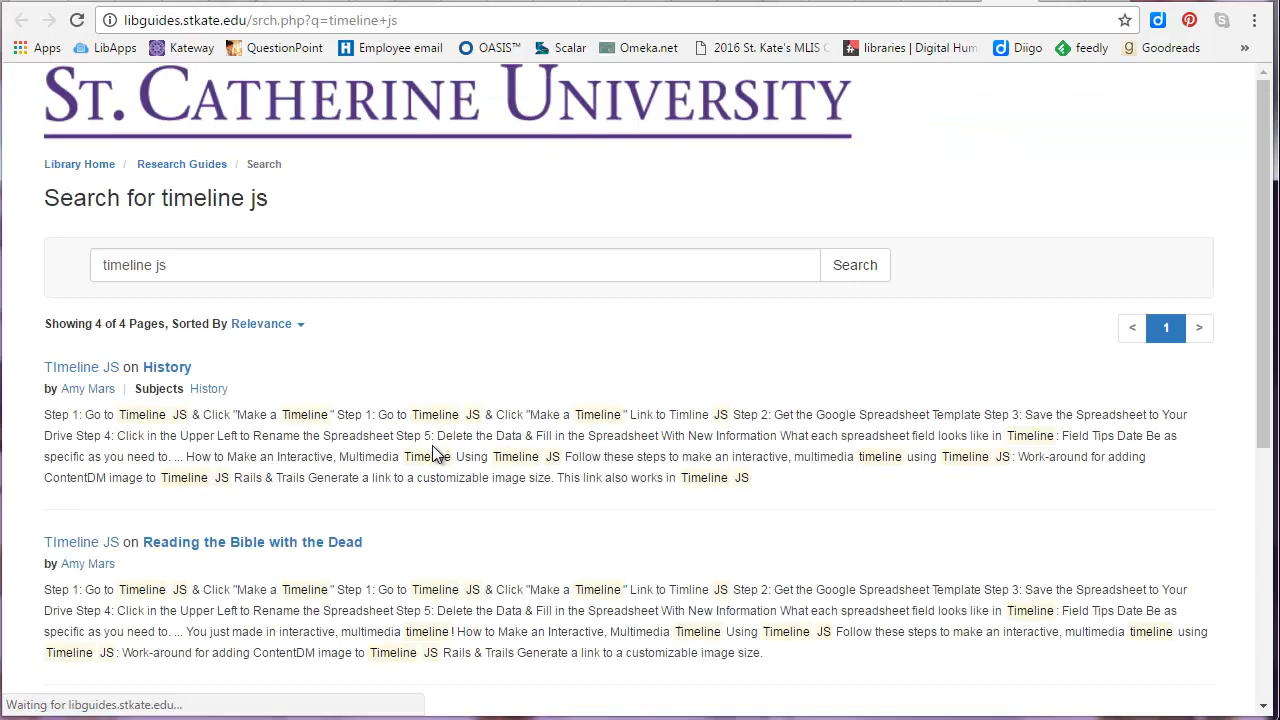 libguides.stkate.edu/srch.php?q=timeline+js
Apps LibApps Kateway QuestionPoint Employee email OASIS™ Scalar Omeka.net 2016 St. Kate's MLIS C libraries | Digital Hum Diigo feedly Goodreads »
ST. CATHERINE UNIVERSITY
Library Home / Research Guides / Search
Search for timeline js
timeline js Search
Showing 4 of 4 Pages, Sorted By Relevance < 1 >
TImeline JS on History
by Amy Mars | Subjects History
Step 1: Go to Timeline JS & Click "Make a Timeline" Step 1: Go to Timeline JS & Click "Make a Timeline" Link to Timline JS Step 2: Get the Google Spreadsheet Template Step 3: Save the Spreadsheet to Your
Drive Step 4: Click in the Upper Left to Rename the Spreadsheet Step 5: Delete the Data & Fill in the Spreadsheet With New Information What each spreadsheet field looks like in Timeline: Field Tips Date Be as
specific as you need to. ... How to Make an Interactive, Multimedia Timeline Using Timeline JS Follow these steps to make an interactive, multimedia timeline using Timeline JS: Work-around for adding
ContentDM image to Timeline JS Rails & Trails Generate a link to a customizable image size. This link also works in Timeline JS
TImeline JS on Reading the Bible with the Dead
by Amy Mars
Step 1: Go to Timeline JS & Click "Make a Timeline" Step 1: Go to Timeline JS & Click "Make a Timeline" Link to Timline JS Step 2: Get the Google Spreadsheet Template Step 3: Save the Spreadsheet to Your
Drive Step 4: Click in the Upper Left to Rename the Spreadsheet Step 5: Delete the Data & Fill in the Spreadsheet With New Information What each spreadsheet field looks like in Timeline: Field Tips Date Be as
specific as you need to. ... You just made in interactive, multimedia timeline! How to Make an Interactive, Multimedia Timeline Using Timeline JS Follow these steps to make an interactive, multimedia timeline using
Timeline JS: Work-around for adding ContentDM image to Timeline JS Rails & Trails Generate a link to a customizable image size.
Waiting for libguides.stkate.edu...